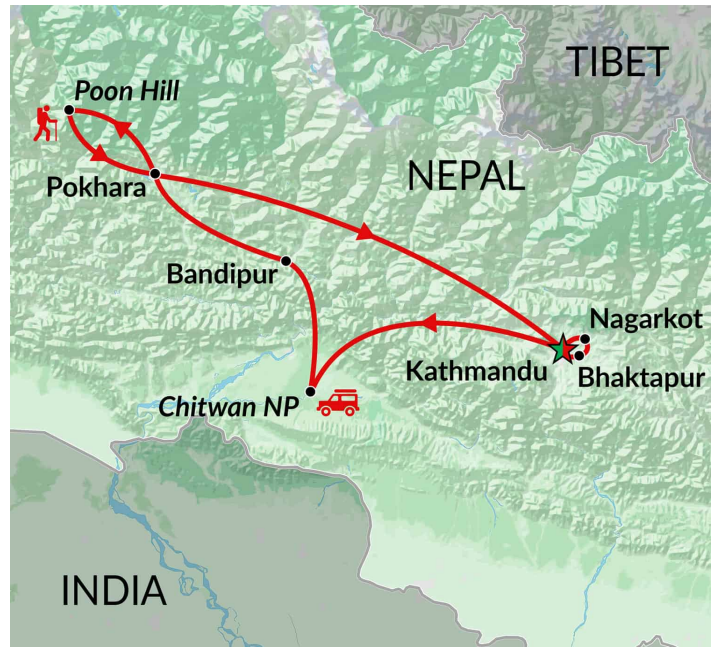 TIBET
Poon Hill
NEPAL
Pokhara
Bandipur
Nagarkot
Kathmandu
Bhaktapur
Chitwan NP
INDIA